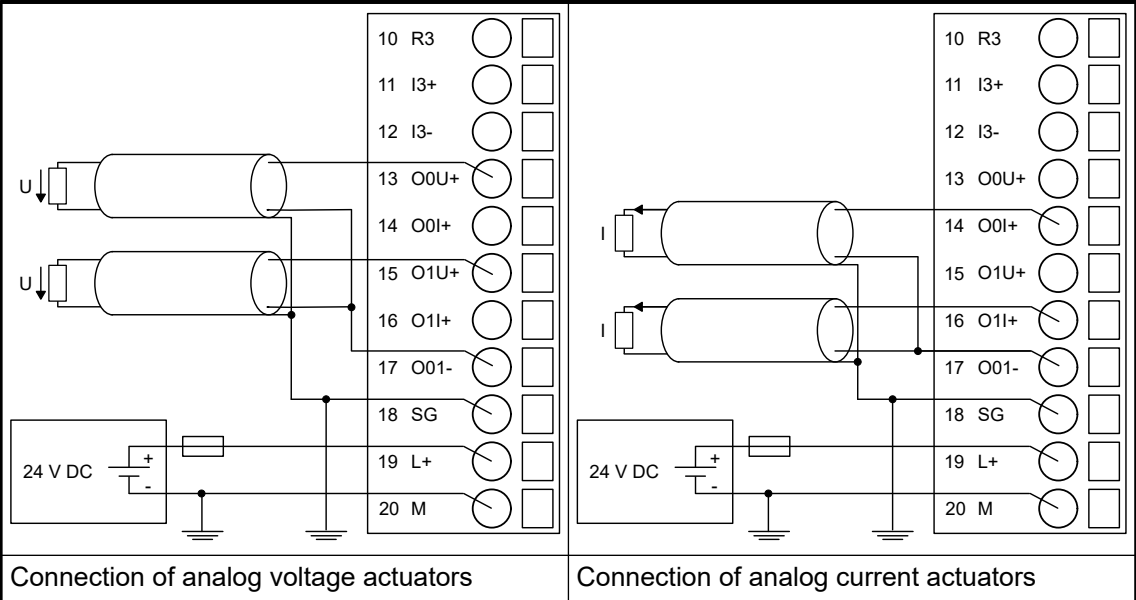 10 R3
11 I3+
12 I3-
13 O0U+
14 O0I+
15 O1U+
16 O1I+
17 O01-
18 SG
19 L+
20 M
U
U
24 V DC
+
-
Connection of analog voltage actuators
10 R3
11 I3+
12 I3-
13 O0U+
14 O0I+
15 O1U+
16 O1I+
17 O01-
18 SG
19 L+
20 M
I
I
24 V DC
+
-
Connection of analog current actuators